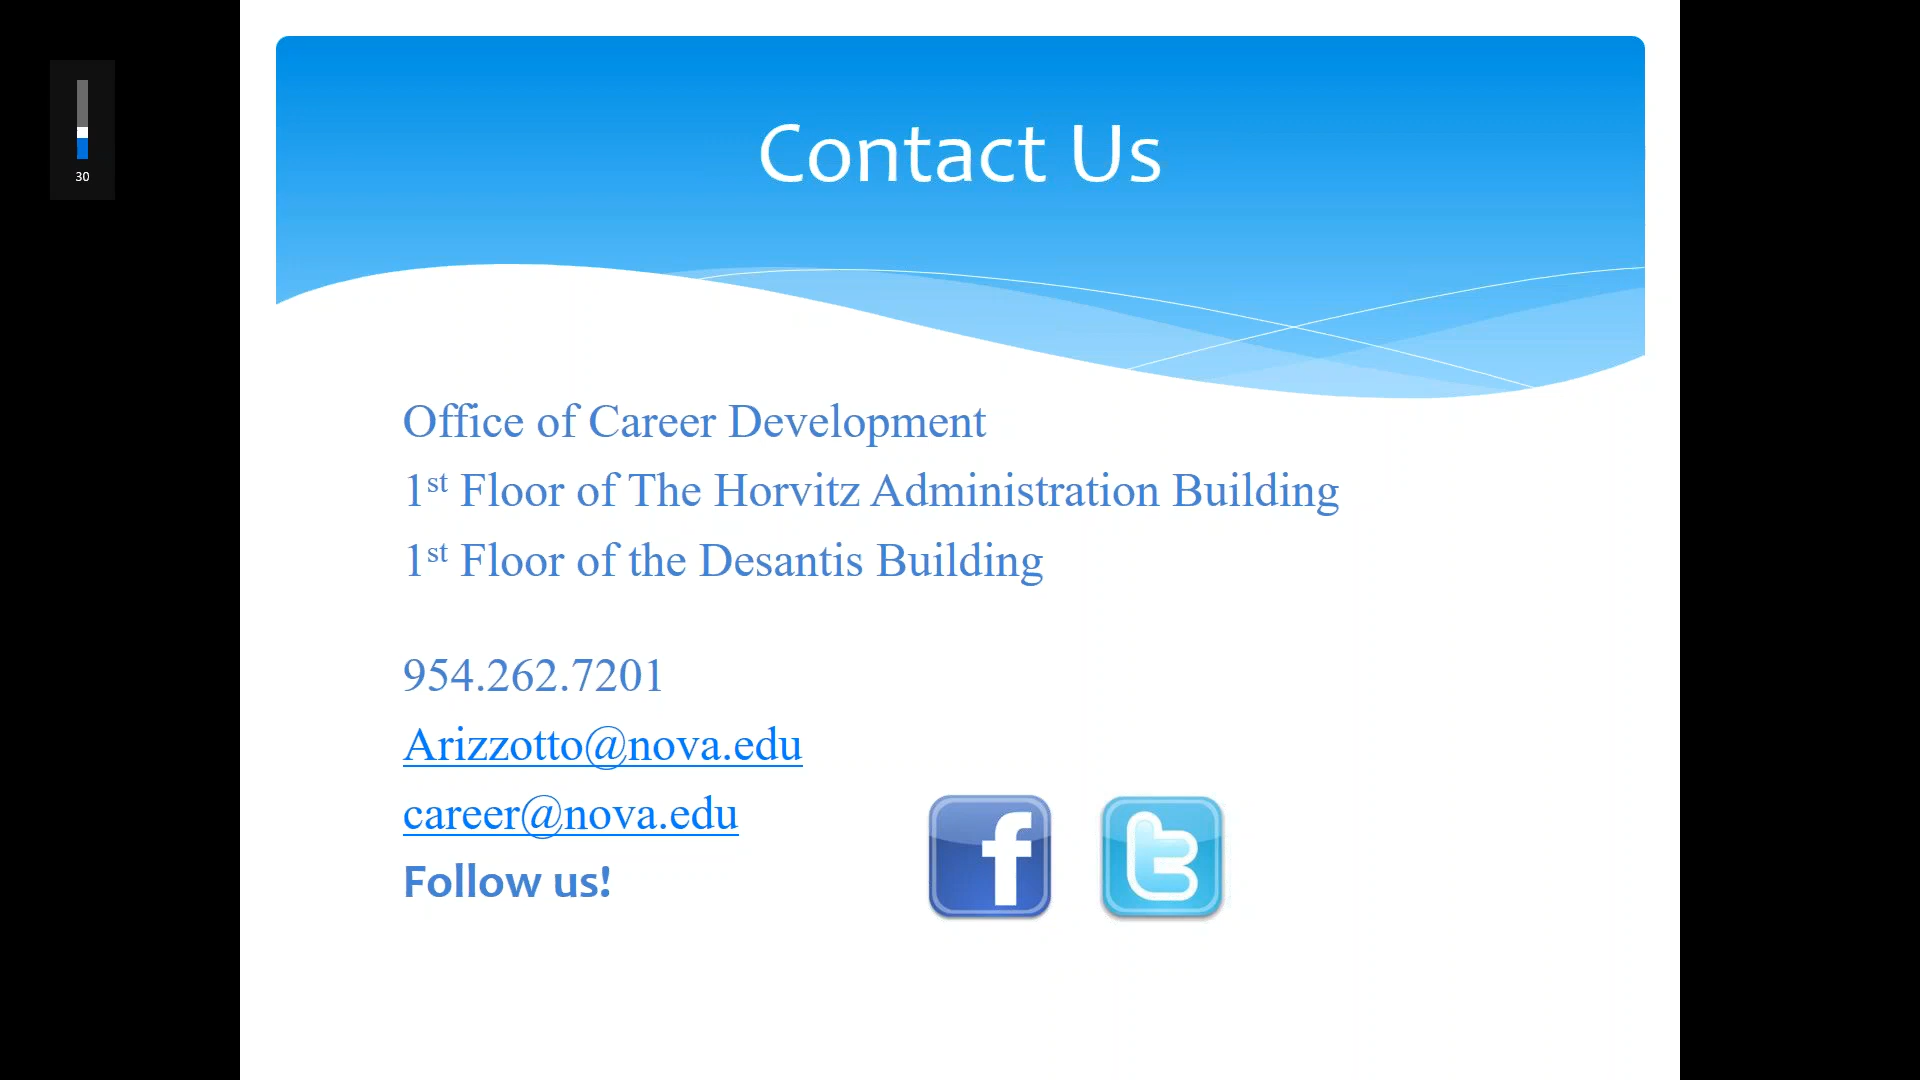 30
Contact Us
Office of Career Development
1st Floor of The Horvitz Administration Building
1st Floor of the Desantis Building
954.262.7201
Arizzotto@nova.edu
career@nova.edu
Follow us!
f t